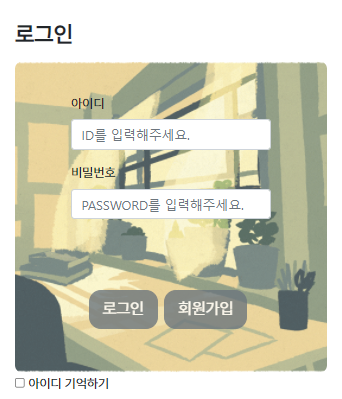 로그인
아이디
ID를 입력해주세요.
비밀번호
PASSWORD를 입력해주세요.
로그인 회원가입
아이디 기억하기